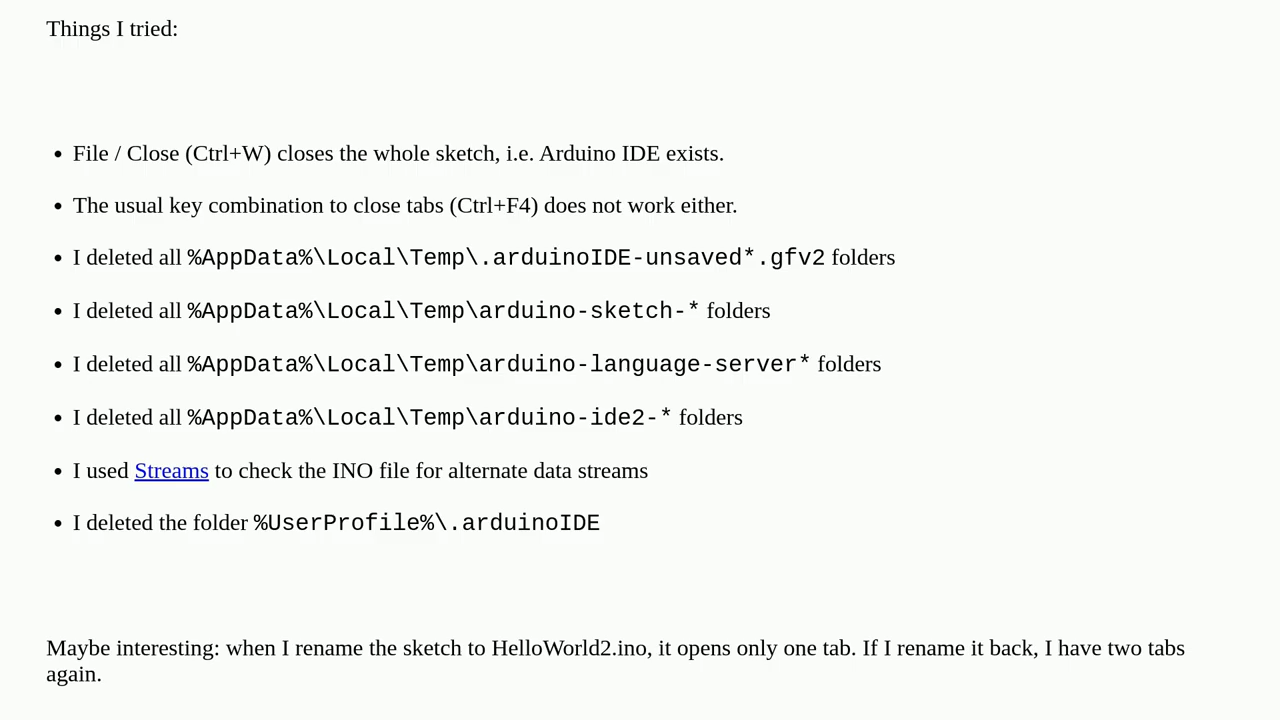 Things I tried:
• File / Close (Ctrl+W) closes the whole sketch, i.e. Arduino IDE exists.
• The usual key combination to close tabs (Ctrl+F4) does not work either.
• I deleted all %AppData%\Local\Temp\.arduinoIDE-unsaved*.gfv2 folders
• I deleted all %AppData%\Local\Temp\arduino-sketch-* folders
• I deleted all %AppData%\Local\Temp\arduino-language-server* folders
• I deleted all %AppData%\Local\Temp\arduino-ide2-* folders
• I used Streams to check the INO file for alternate data streams
• I deleted the folder %UserProfile%\.arduinoIDE
Maybe interesting: when I rename the sketch to HelloWorld2.ino, it opens only one tab. If I rename it back, I have two tabs
again.